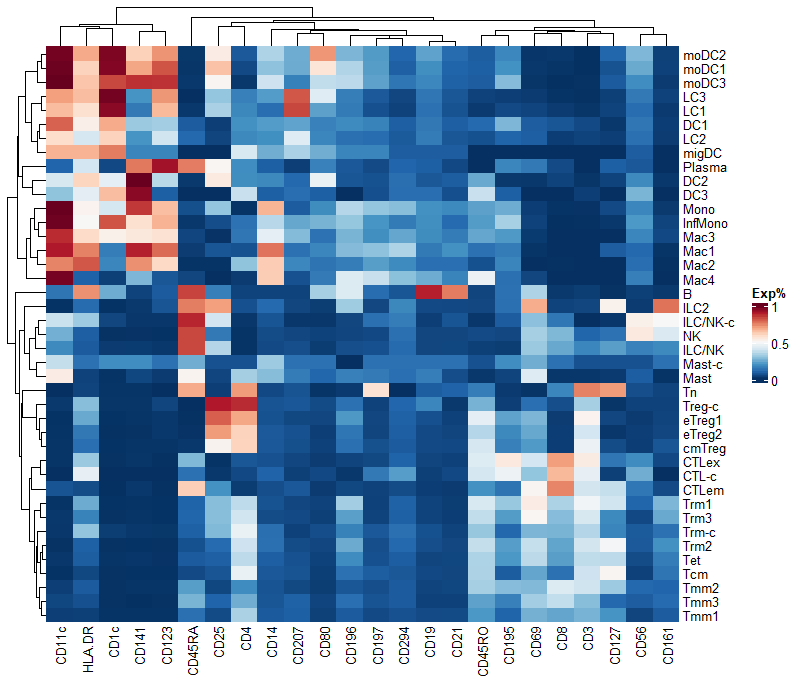 moDC2
moDC1
moDC3
LC3
LC1
DC1
LC2
migDC
Plasma
DC2
DC3
Mono
InfMono
Mac3
Mac1
Mac2
Mac4
B
ILC2
ILC/NK-c
NK
ILC/NK
Mast-c
Mast
Tn
Treg-c
eTreg1
eTreg2
cmTreg
CTLex
CTL-c
CTLem
Trm1
Trm3
Trm-c
Trm2
Tet
Tcm
Tmm2
Tmm3
Tmm1
Exp%
1
0.5
0
CD11c
HLA.DR
CD1c
CD141
CD123
CD45RA
CD25
CD4
CD14
CD207
CD80
CD196
CD197
CD294
CD19
CD21
CD45RO
CD195
CD69
CD8
CD3
CD127
CD56
CD161